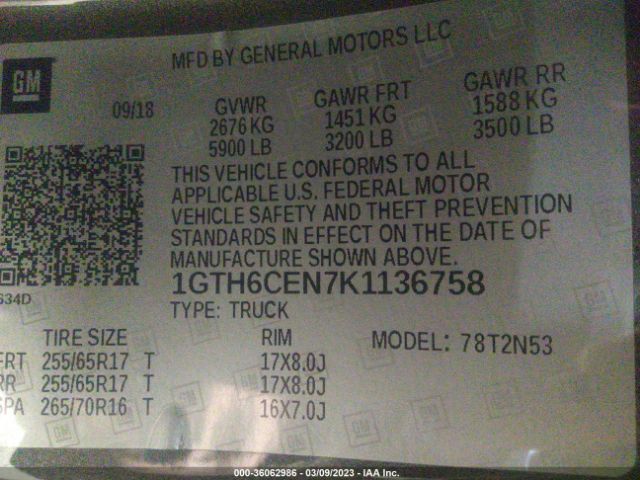 MFD BY GENERAL MOTORS LLC
GM
09/18
GVWR GAWR FRT GAWR RR
2676 KG 1451 KG 1588 KG
5900 LB 3200 LB 3500 LB
THIS VEHICLE CONFORMS TO ALL
APPLICABLE U.S. FEDERAL MOTOR
VEHICLE SAFETY AND THEFT PREVENTION
STANDARDS IN EFFECT ON THE DATE OF
MANUFACTURE SHOWN ABOVE.
1GTH6CEN7K1136758
634D
TYPE: TRUCK
TIRE SIZE RIM MODEL: 78T2N53
FRT 255/65R17 T 17X8.0J
RR 255/65R17 T 17X8.0J
SPA 265/70R16 T 16X7.0J
000-36062986 - 03/09/2023 - IAA Inc.